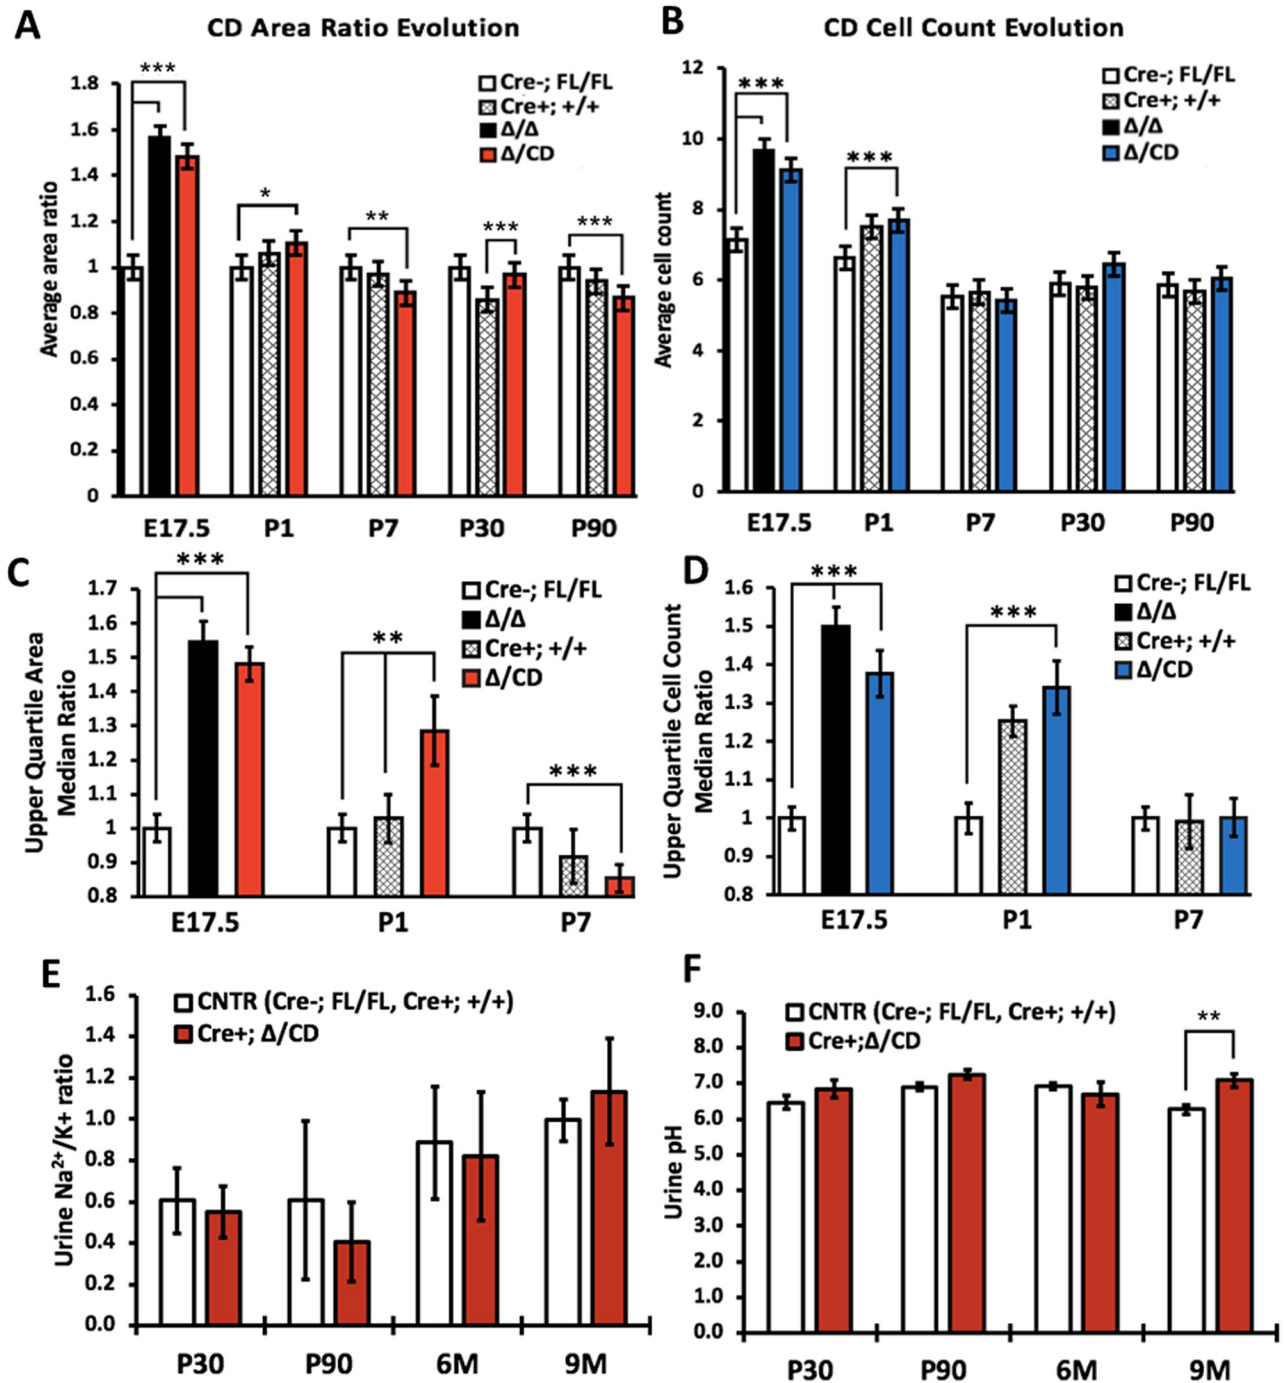 A
CD Area Ratio Evolution
Average area ratio
1.8
1.6
1.4
1.2
1
0.8
0.6
0.4
0.2
0
***
*
**
***
***
Cre-; FL/FL
Cre+; +/+
Δ/Δ
Δ/CD
E17.5 P1 P7 P30 P90
B
CD Cell Count Evolution
Average cell count
12
10
8
6
4
2
0
***
***
Cre-; FL/FL
Cre+; +/+
Δ/Δ
Δ/CD
E17.5 P1 P7 P30 P90
C
Upper Quartile Area
Median Ratio
1.7
1.6
1.5
1.4
1.3
1.2
1.1
1
0.9
0.8
***
**
***
Cre-; FL/FL
Δ/Δ
Cre+; +/+
Δ/CD
E17.5 P1 P7
D
Upper Quartile Cell Count
Median Ratio
1.6
1.5
1.4
1.3
1.2
1.1
1
0.9
0.8
***
***
Cre-; FL/FL
Δ/Δ
Cre+; +/+
Δ/CD
E17.5 P1 P7
E
Urine Na²⁺/K+ ratio
1.6
1.4
1.2
1.0
0.8
0.6
0.4
0.2
0.0
CNTR (Cre-; FL/FL, Cre+; +/+)
Cre+; Δ/CD
P30 P90 6M 9M
F
Urine pH
9.0
8.0
7.0
6.0
5.0
4.0
3.0
2.0
1.0
0.0
CNTR (Cre-; FL/FL, Cre+; +/+)
Cre+;Δ/CD
**
P30 P90 6M 9M